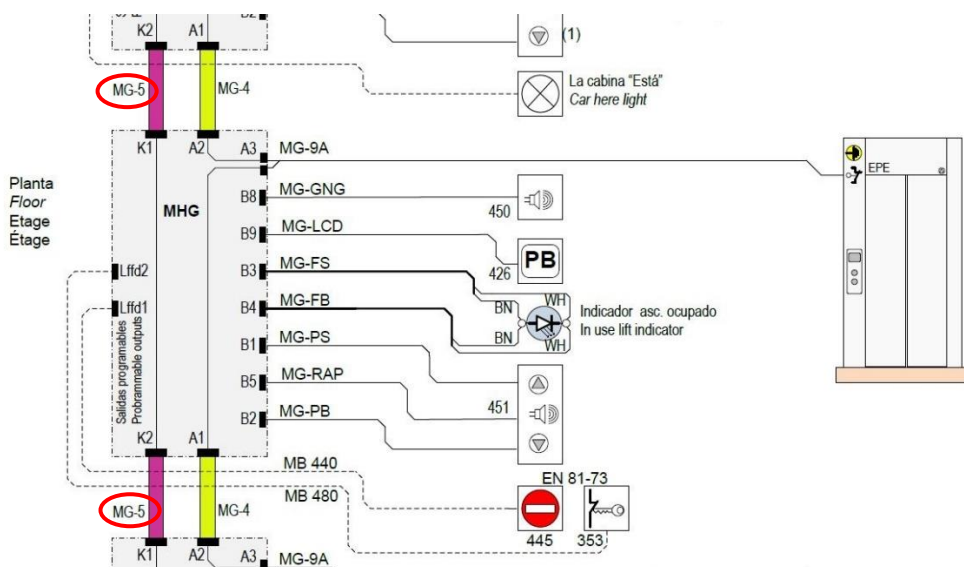 K2
A1
(1)
MG-5
MG-4
La cabina "Está"
Car here light
K1
A2
A3
MG-9A
EPE
Planta
Floor
Etage
Étage
MHG
B8
MG-GNG
450
B9
MG-LCD
426
PB
Lffd2
B3
MG-FS
WH
BN
Indicador asc. ocupado
In use lift indicator
Lffd1
B4
MG-FB
BN
WH
Salidas programables
Probrammable outputs
B1
MG-PS
B5
MG-RAP
451
B2
MG-PB
K2
A1
MB 440
MB 480
EN 81-73
MG-5
MG-4
445
353
K1
A2
A3
MG-9A